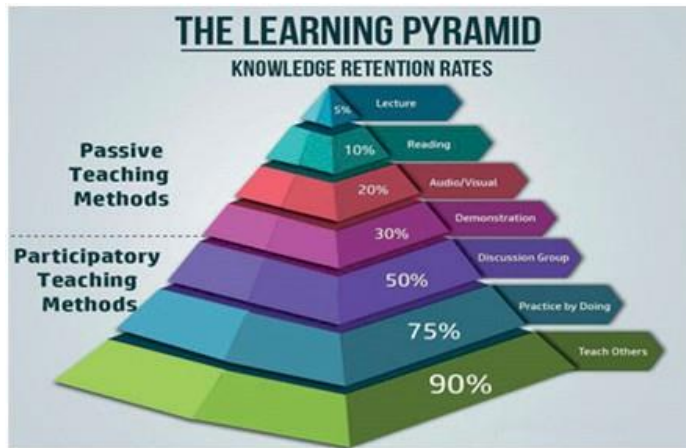 THE LEARNING PYRAMID
KNOWLEDGE RETENTION RATES
5%
Lecture
10%
Reading
20%
Audio/Visual
30%
Demonstration
50%
Discussion Group
75%
Practice by Doing
90%
Teach Others
Passive
Teaching
Methods
Participatory
Teaching
Methods